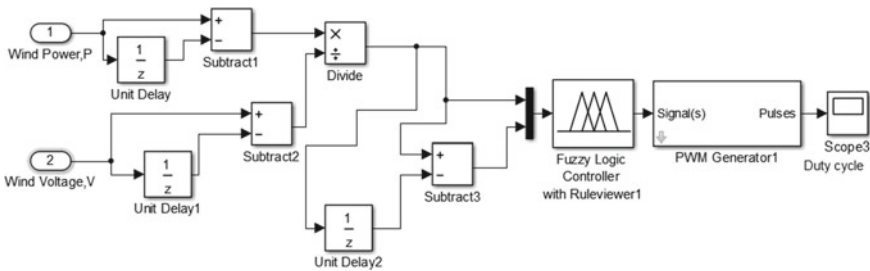 1
Wind Power,P
+
−
Subtract1
1
z
Unit Delay
×
÷
Divide
+
−
Subtract2
2
Wind Voltage,V
1
z
Unit Delay1
+
−
Subtract3
1
z
Unit Delay2
Fuzzy Logic
Controller
with Ruleviewer1
Signal(s) Pulses
PWM Generator1
Scope3
Duty cycle